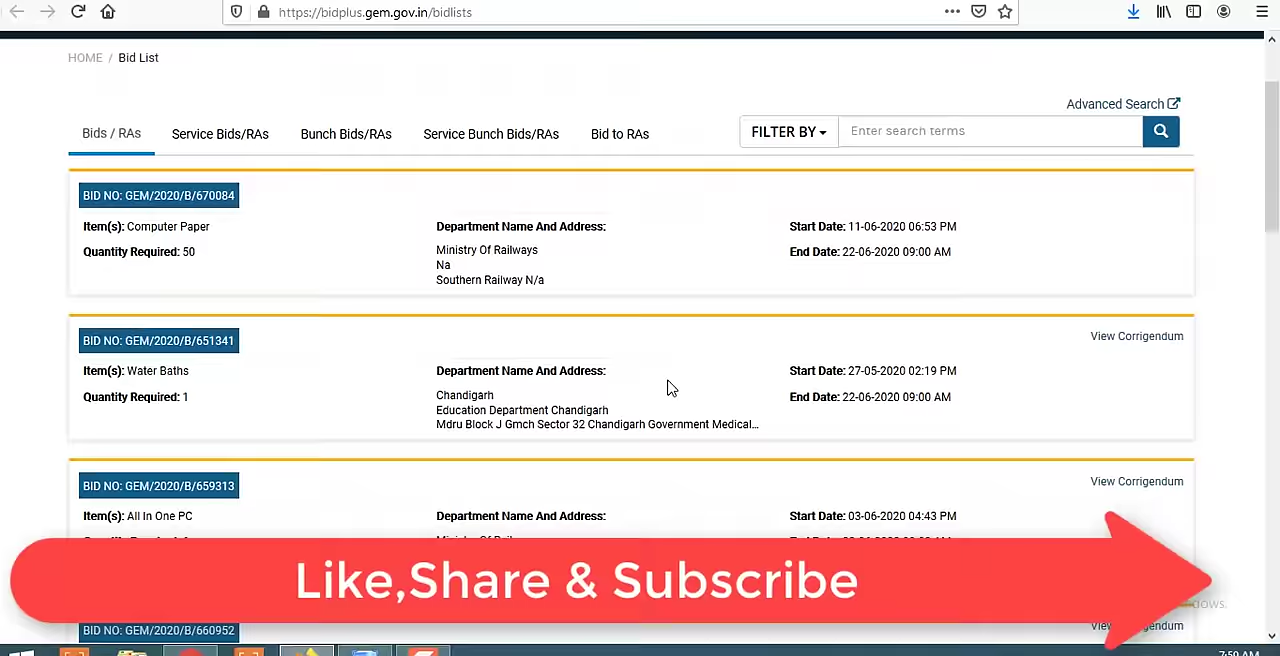 https://bidplus.gem.gov.in/bidlists
HOME / Bid List
Advanced Search
Bids / RAs Service Bids/RAs Bunch Bids/RAs Service Bunch Bids/RAs Bid to RAs FILTER BY Enter search terms
BID NO: GEM/2020/B/670084
Item(s): Computer Paper Department Name And Address: Start Date: 11-06-2020 06:53 PM
Quantity Required: 50 Ministry Of Railways End Date: 22-06-2020 09:00 AM
Na
Southern Railway N/a
BID NO: GEM/2020/B/651341 View Corrigendum
Item(s): Water Baths Department Name And Address: Start Date: 27-05-2020 02:19 PM
Quantity Required: 1 Chandigarh End Date: 22-06-2020 09:00 AM
Education Department Chandigarh
Mdru Block J Gmch Sector 32 Chandigarh Government Medical...
BID NO: GEM/2020/B/659313 View Corrigendum
Item(s): All In One PC Department Name And Address: Start Date: 03-06-2020 04:43 PM
Like,Share & Subscribe
BID NO: GEM/2020/B/660952
7:59 AM